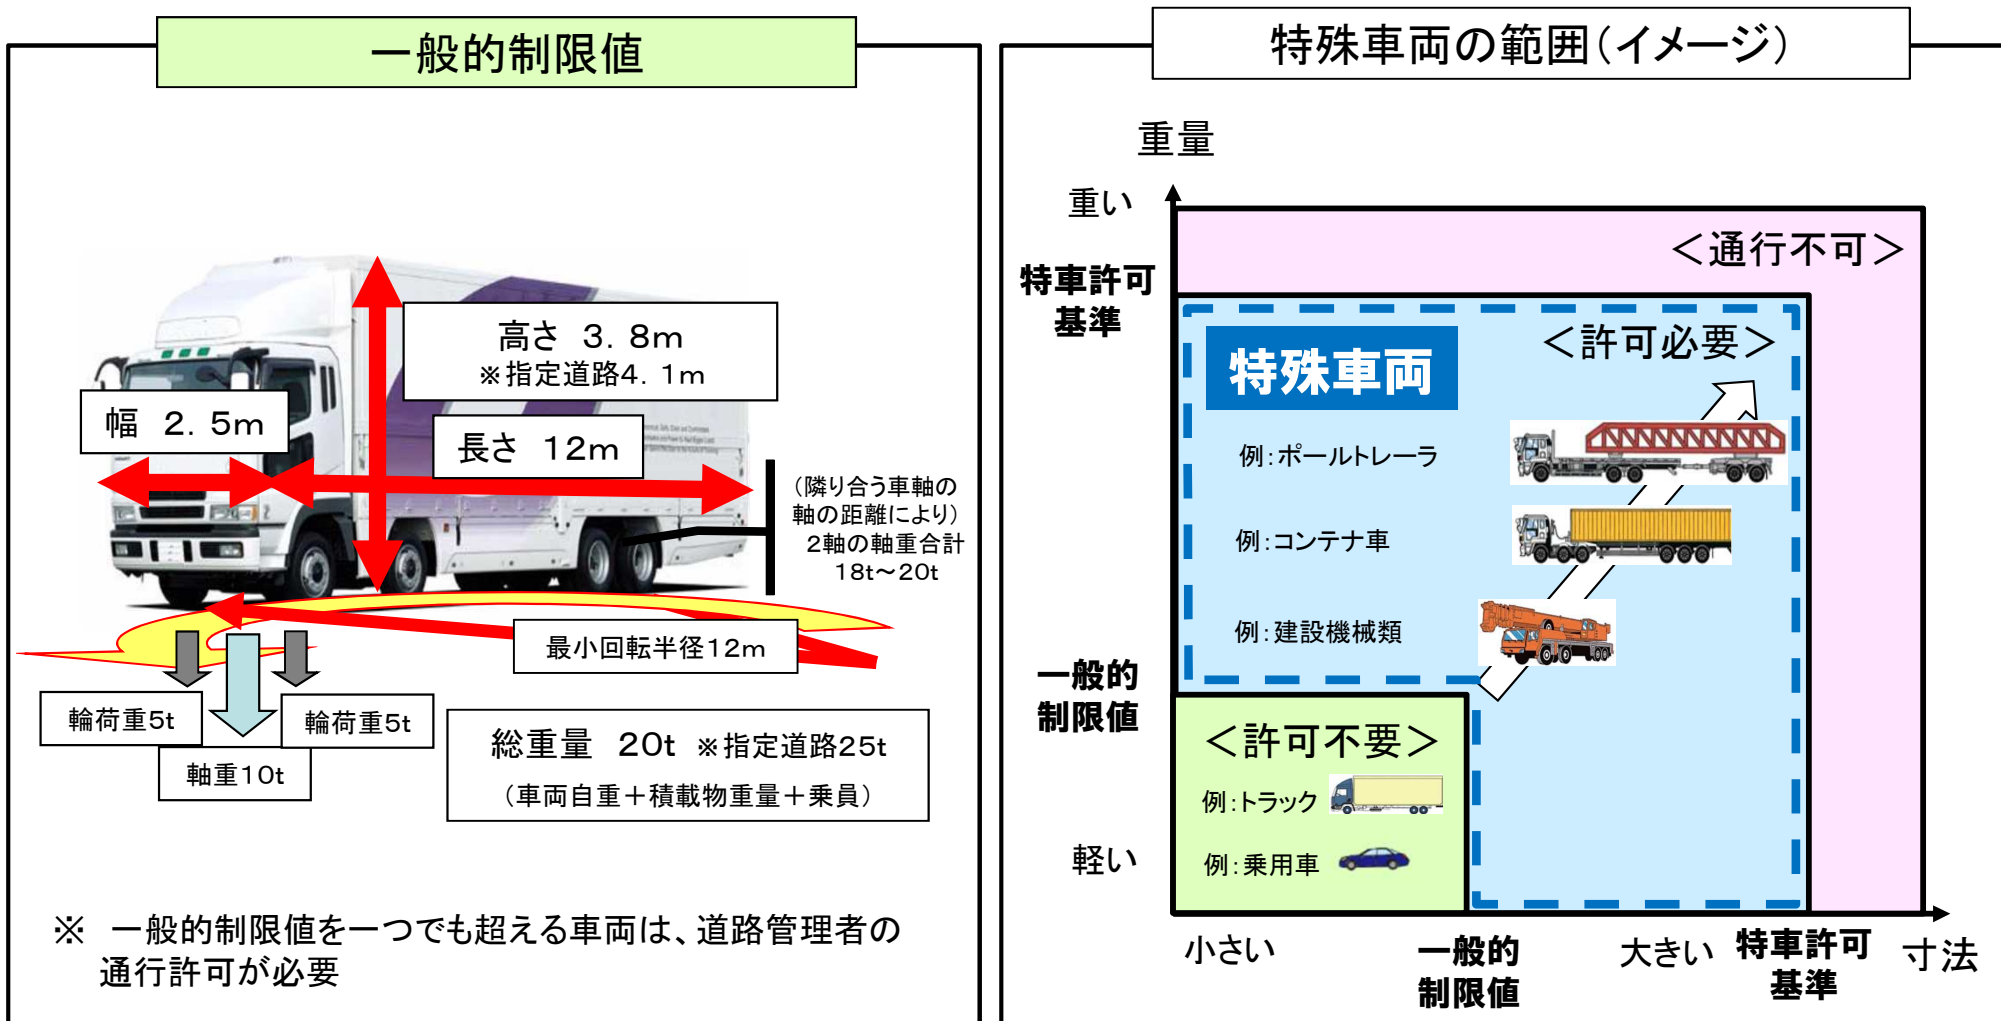 一般的制限値
高さ 3.8m
※指定道路4.1m
幅 2.5m
長さ 12m
(隣り合う車軸の
軸の距離により)
2軸の軸重合計
18t～20t
最小回転半径12m
輪荷重5t
輪荷重5t
軸重10t
総重量 20t ※指定道路25t
(車両自重＋積載物重量＋乗員)
※ 一般的制限値を一つでも超える車両は、道路管理者の
通行許可が必要
特殊車両の範囲(イメージ)
重量
重い
＜通行不可＞
特車許可
基準
＜許可必要＞
特殊車両
例:ポールトレーラ
例:コンテナ車
例:建設機械類
一般的
制限値
＜許可不要＞
例:トラック
例:乗用車
軽い
小さい
一般的
制限値
大きい
特車許可
基準
寸法